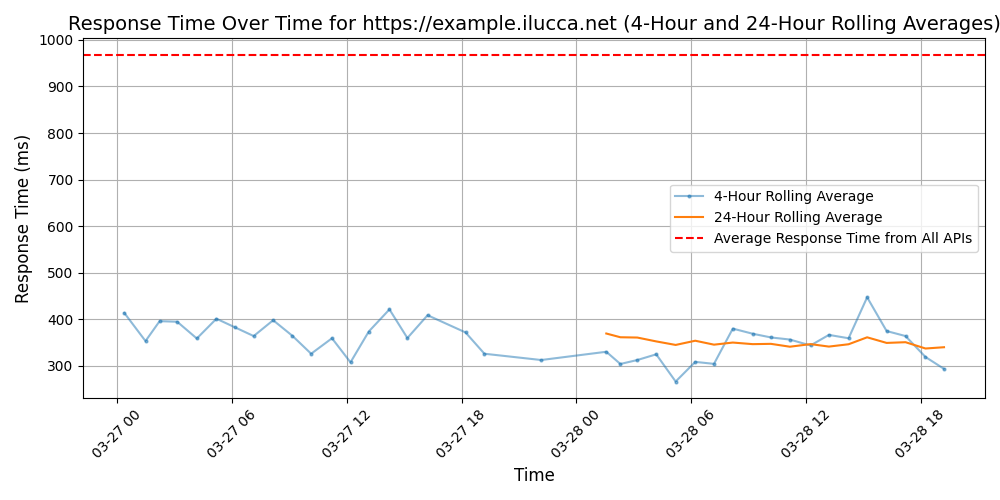 Response Time Over Time for https://example.ilucca.net (4-Hour and 24-Hour Rolling Averages)
Response Time (ms)
1000
900
800
700
600
500
400
300
4-Hour Rolling Average
24-Hour Rolling Average
Average Response Time from All APIs
03-27 00
03-27 06
03-27 12
03-27 18
03-28 00
03-28 06
03-28 12
03-28 18
Time